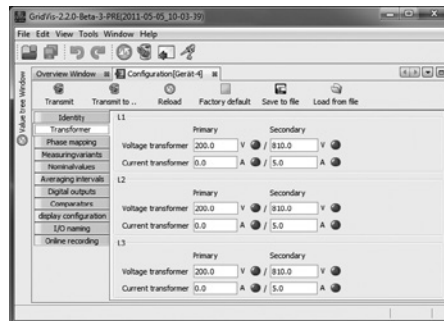 GridVis-2.2.0-Beta-3-PRE(2011-05-05_10-03-39)
File Edit View Tools Window Help
Value tree Window
Overview Window
Configuration[Gerät-4]
Transmit Transmit to .. Reload Factory default Save to file Load from file
Identity
Transformer
Phase mapping
Measuringvariants
Nominalvalues
Averaging intervals
Digital outputs
Comparators
display configuration
I/O naming
Online recording
L1
Primary Secondary
Voltage transformer 200.0 V / 810.0 V
Current transformer 0.0 A / 5.0 A
L2
Primary Secondary
Voltage transformer 200.0 V / 810.0 V
Current transformer 0.0 A / 5.0 A
L3
Primary Secondary
Voltage transformer 200.0 V / 810.0 V
Current transformer 0.0 A / 5.0 A